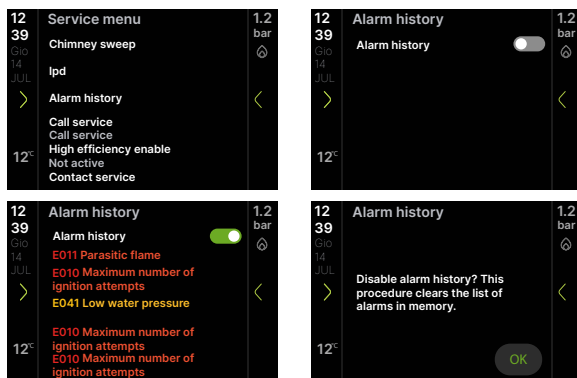 12
39
Gio
14
JUL
12°C
Service menu
Chimney sweep
lpd
Alarm history
Call service
Call service
High efficiency enable
Not active
Contact service
1.2
bar
12
39
Gio
14
JUL
12°C
Alarm history
Alarm history
1.2
bar
12
39
Gio
14
JUL
12°C
Alarm history
Alarm history
E011 Parasitic flame
E010 Maximum number of
ignition attempts
E041 Low water pressure
E010 Maximum number of
ignition attempts
E010 Maximum number of
ignition attempts
1.2
bar
12
39
Gio
14
JUL
12°C
Alarm history
Disable alarm history? This
procedure clears the list of
alarms in memory.
OK
1.2
bar